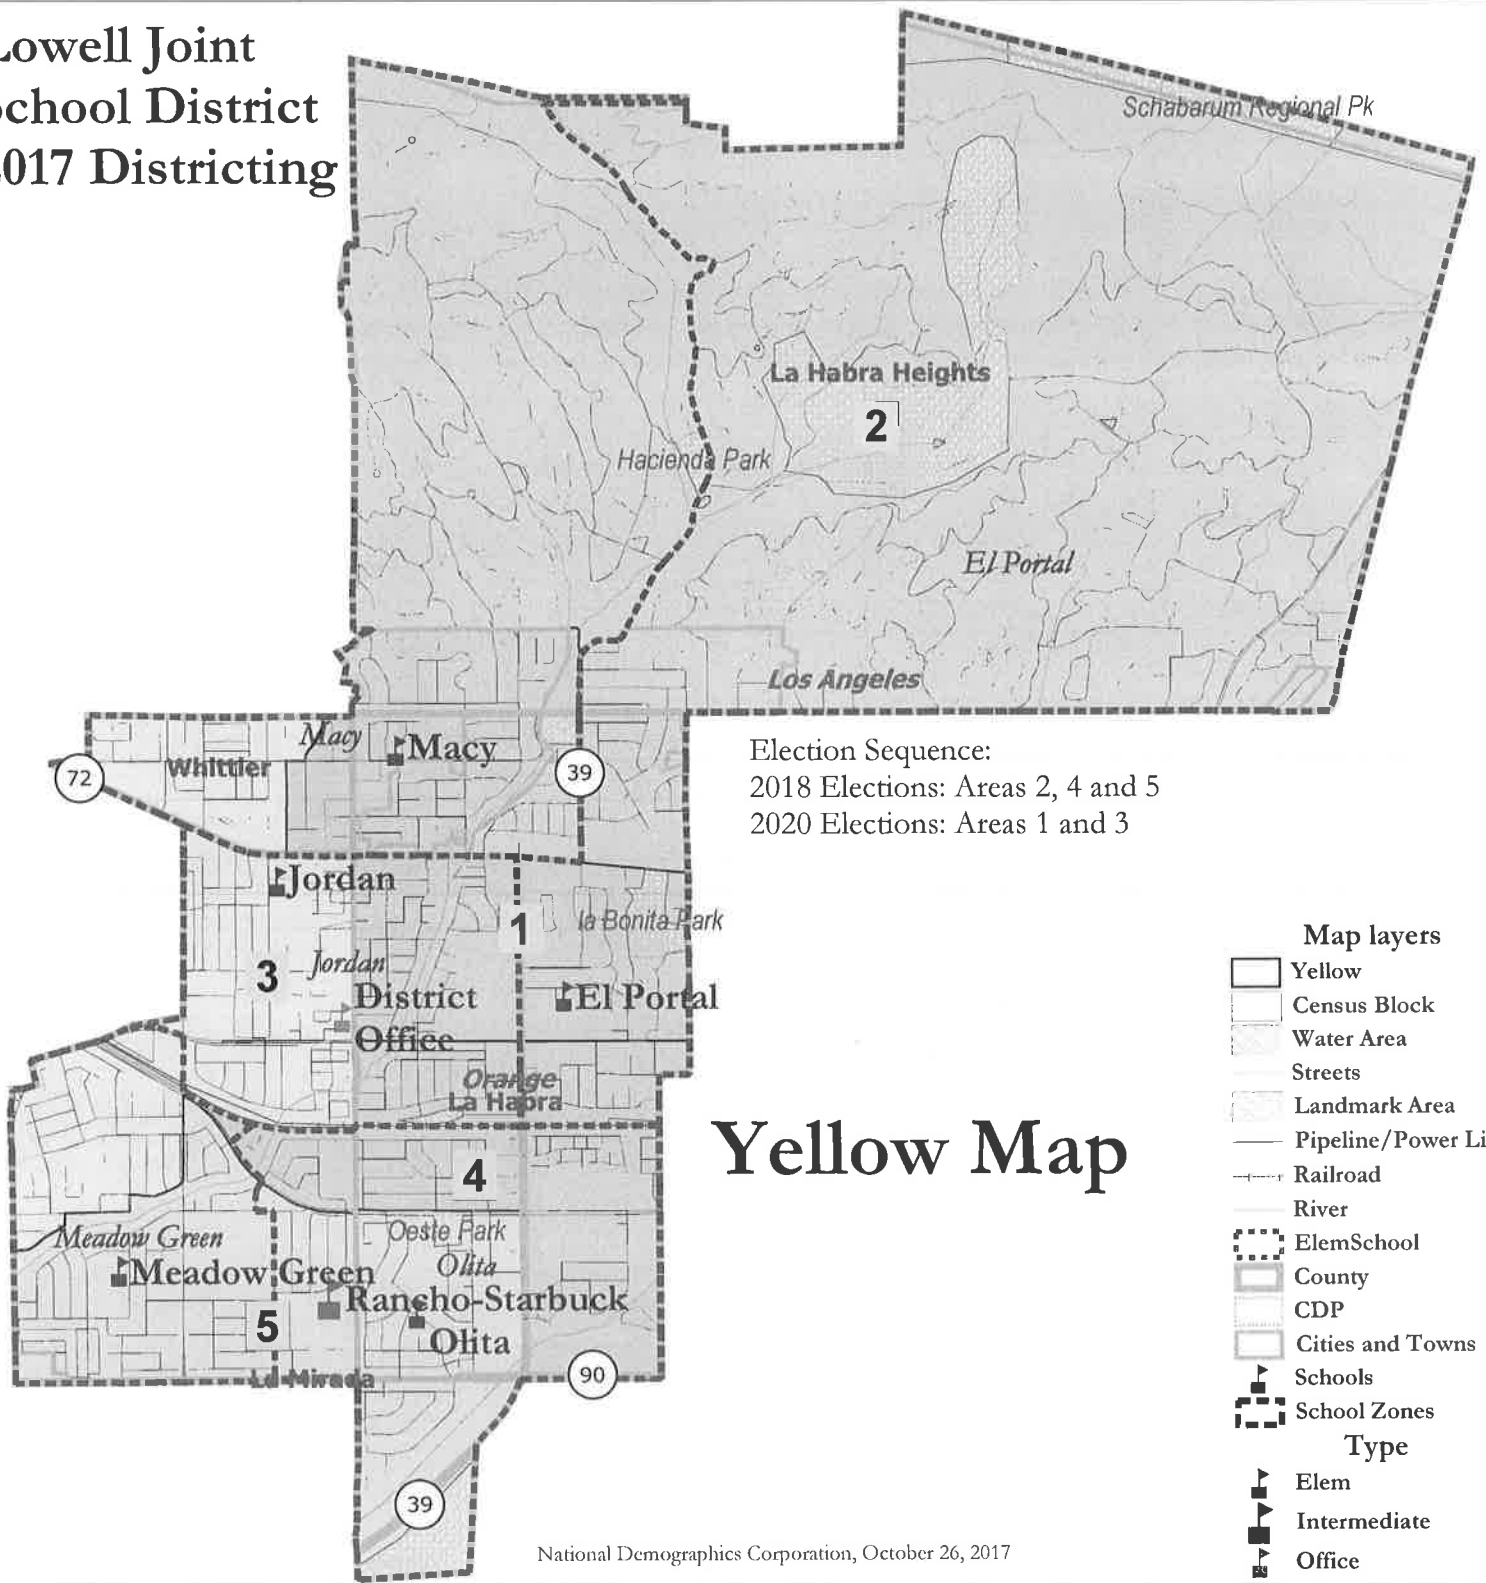 Lowell Joint
School District
2017 Districting
Schabarum Regional Pk
La Habra Heights
2
Hacienda Park
El Portal
Los Angeles
Macy
Macy
Whittier
72
39
Election Sequence:
2018 Elections: Areas 2, 4 and 5
2020 Elections: Areas 1 and 3
Jordan
1
la Bonita Park
3
Jordan
District
Office
El Portal
Orange
La Habra
Yellow Map
4
Meadow Green
Oeste Park
Olita
Meadow Green
Rancho-Starbuck
5
Olita
La Mirada
90
39
Map layers
Yellow
Census Block
Water Area
Streets
Landmark Area
Pipeline/Power Li
Railroad
River
ElemSchool
County
CDP
Cities and Towns
Schools
School Zones
Type
Elem
Intermediate
Office
National Demographics Corporation, October 26, 2017